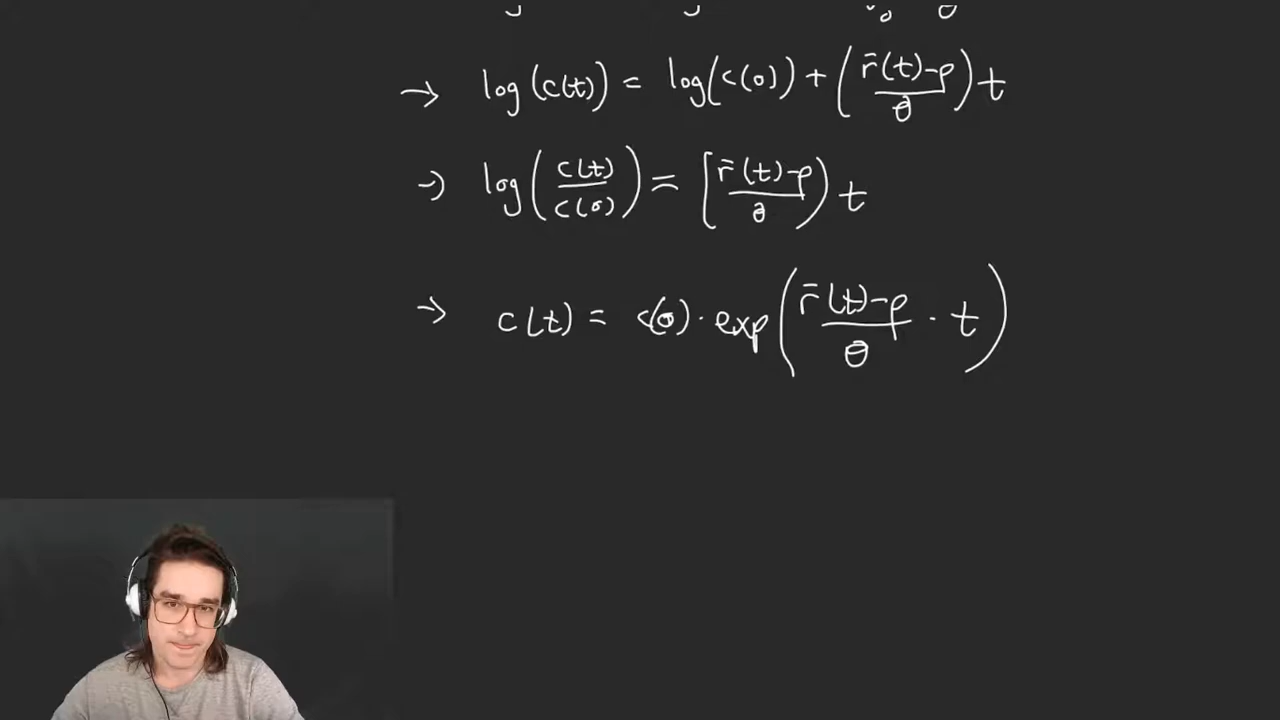 → log(c(t)) = log(c(0)) + (r̄(t)-ρ / θ) t
→ log(c(t) / c(0)) = [r̄(t)-ρ / θ) t
→ c(t) = c(0) · exp(r̄(t)-ρ / θ · t)